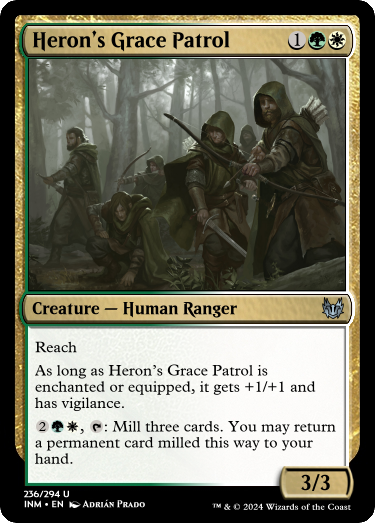 Heron's Grace Patrol 1
Creature — Human Ranger
Reach
As long as Heron's Grace Patrol is
enchanted or equipped, it gets +1/+1 and
has vigilance.
2, : Mill three cards. You may return
a permanent card milled this way to your
hand.
3/3
236/294 U
INM • EN Adrián Prado
™ & © 2024 Wizards of the Coast